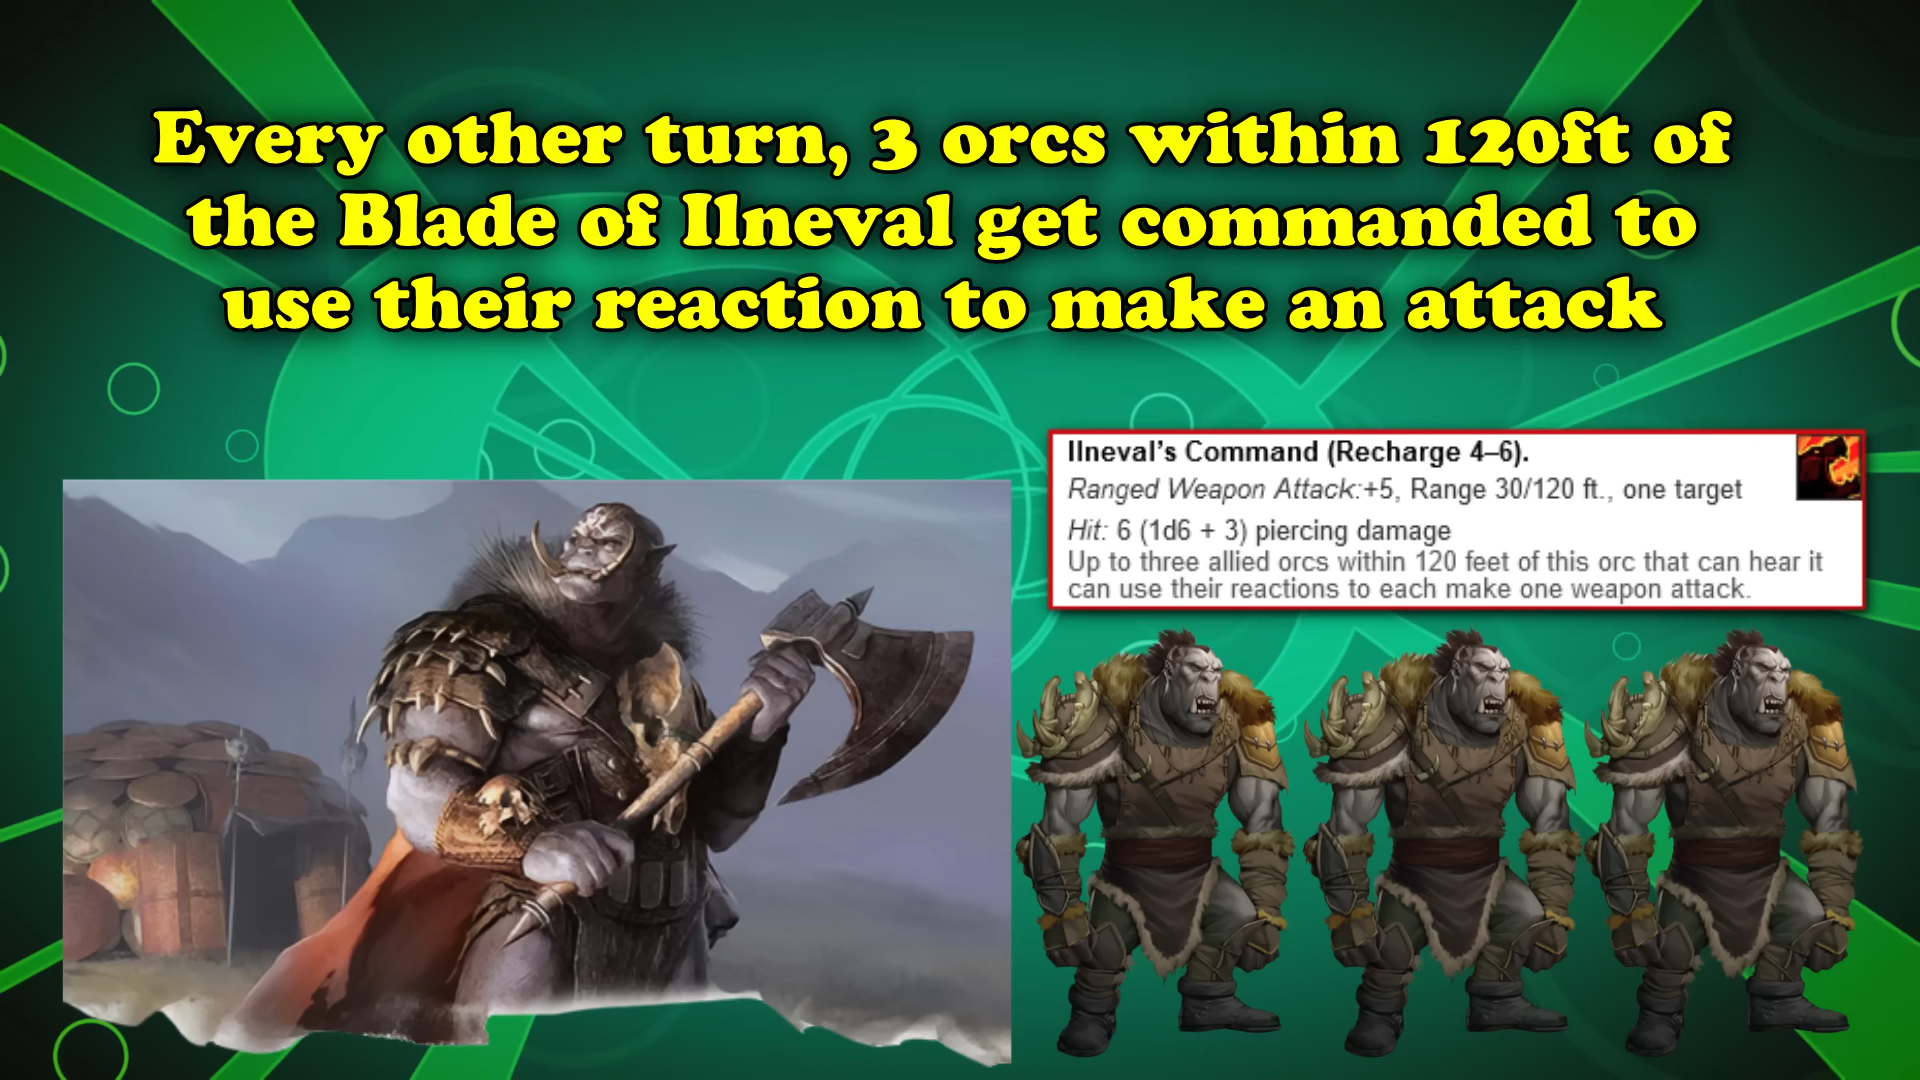 Every other turn, 3 orcs within 120ft of
the Blade of Ilneval get commanded to
use their reaction to make an attack
Ilneval's Command (Recharge 4–6).
Ranged Weapon Attack:+5, Range 30/120 ft., one target
Hit: 6 (1d6 + 3) piercing damage
Up to three allied orcs within 120 feet of this orc that can hear it
can use their reactions to each make one weapon attack.